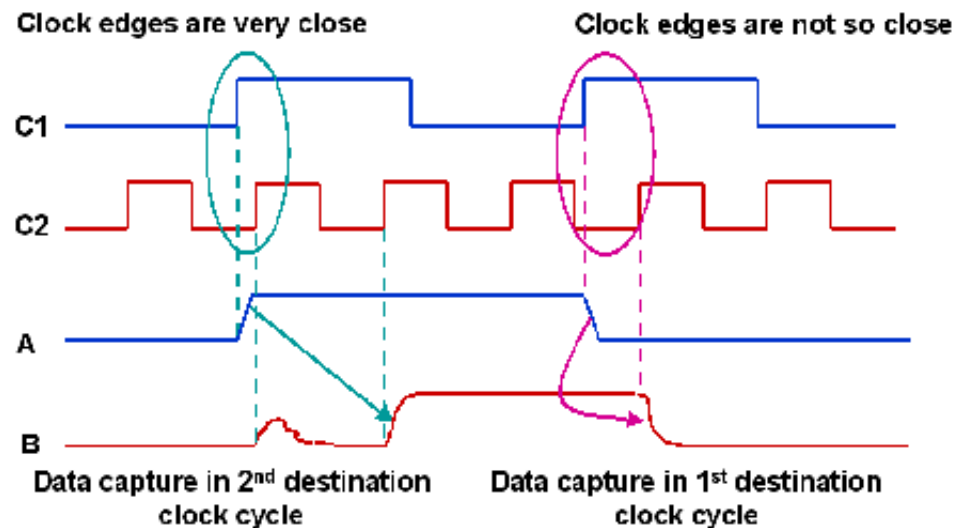 Clock edges are very close
Clock edges are not so close
C1
C2
A
B
Data capture in 2nd destination
clock cycle
Data capture in 1st destination
clock cycle